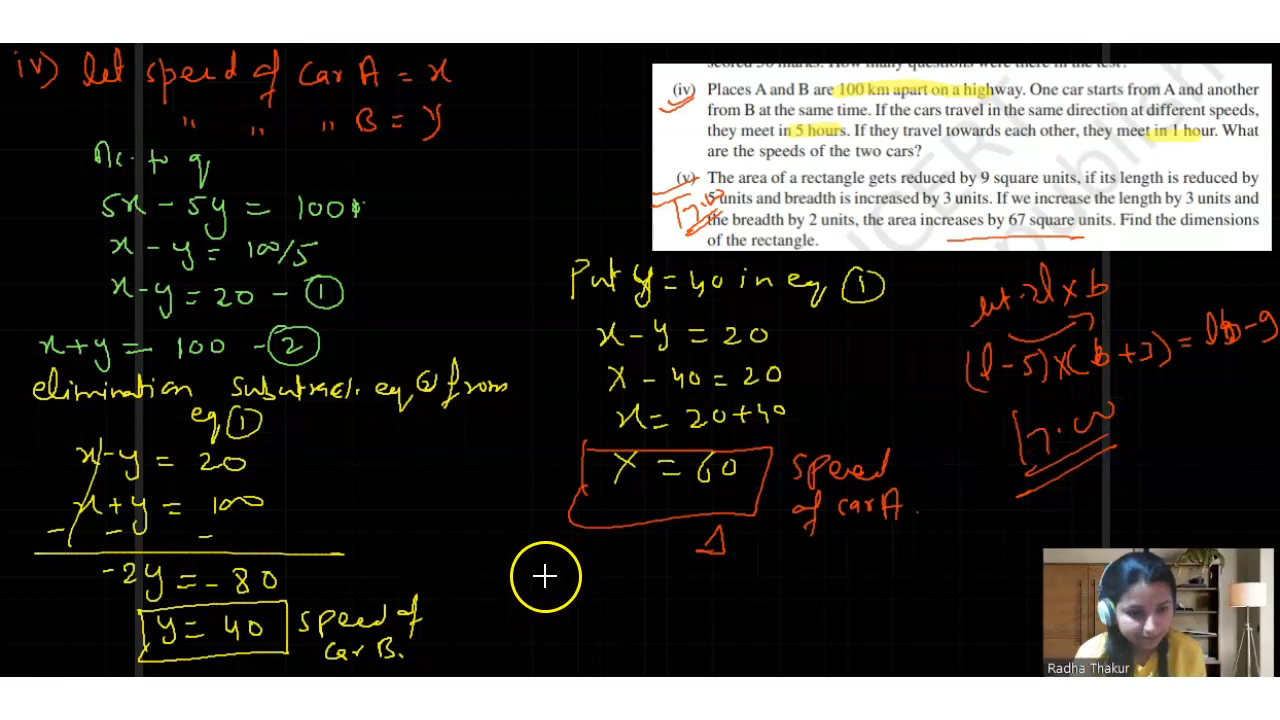 iv) let speed of car A = x
" " " B = y
Ac. to q
5x - 5y = 100
x - y = 100/5
x - y = 20 - ①
x + y = 100 - ②
elimination subtract eq ② from
eq ①
x - y = 20
x + y = 100
- - -
-2y = -80
y = 40 speed of
car B.
(iv) Places A and B are 100 km apart on a highway. One car starts from A and another
from B at the same time. If the cars travel in the same direction at different speeds,
they meet in 5 hours. If they travel towards each other, they meet in 1 hour. What
are the speeds of the two cars?
(v) The area of a rectangle gets reduced by 9 square units, if its length is reduced by
5 units and breadth is increased by 3 units. If we increase the length by 3 units and
the breadth by 2 units, the area increases by 67 square units. Find the dimensions
of the rectangle.
Put y = 40 in eq ①
x - y = 20
x - 40 = 20
x = 20 + 40
x = 60 speed
of car A.
(l - 5) × (b + 3) = lb - 9
H.W
Radha Thakur